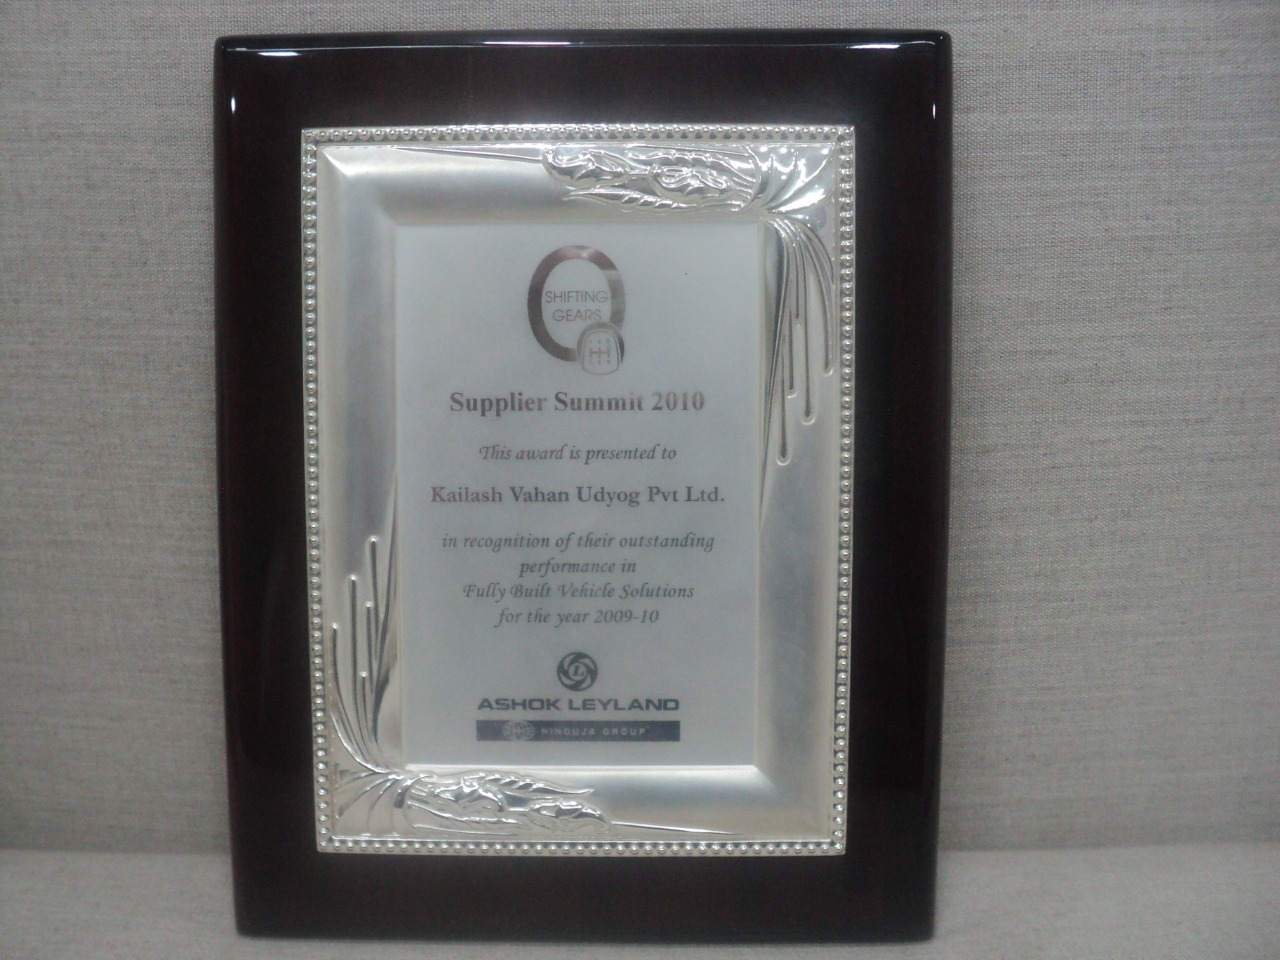 SHIFTING
GEARS
Supplier Summit 2010
This award is presented to
Kailash Vahan Udyog Pvt Ltd.
in recognition of their outstanding
performance in
Fully Built Vehicle Solutions
for the year 2009-10
L
ASHOK LEYLAND
HINDUJA GROUP